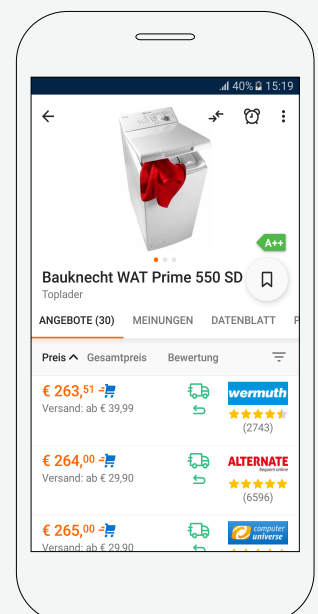 40% 15:19
A++
Bauknecht WAT Prime 550 SD
Toplader
ANGEBOTE (30) MEINUNGEN DATENBLATT P
Preis Gesamtpreis Bewertung
€ 263,51 wermuth
Versand: ab € 39,99
(2743)
€ 264,00 ALTERNATE
bequem online
Versand: ab € 29,90
(6596)
€ 265,00 computer
universe
Versand: ab € 29,90